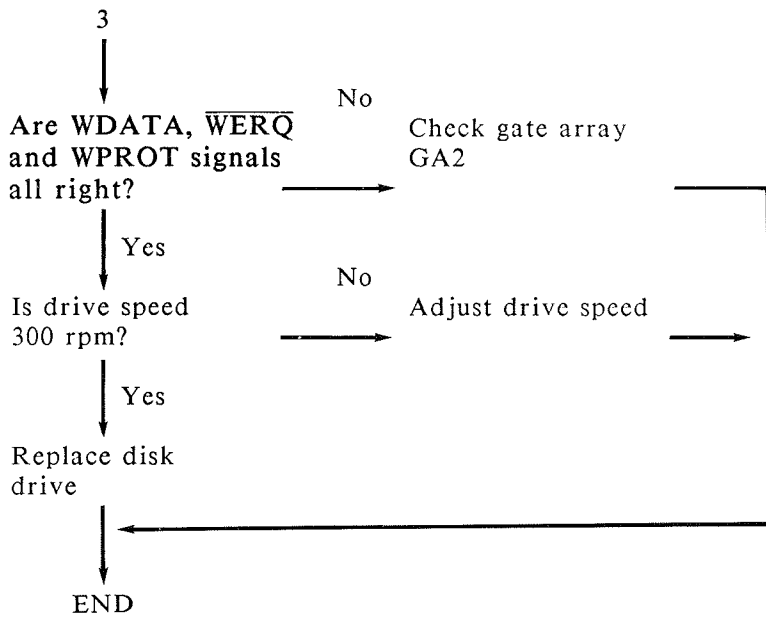 3
No
Are WDATA, W̅E̅R̅Q̅
and WPROT signals
all right?
Check gate array
GA2
Yes
No
Is drive speed
300 rpm?
Adjust drive speed
Yes
Replace disk
drive
END